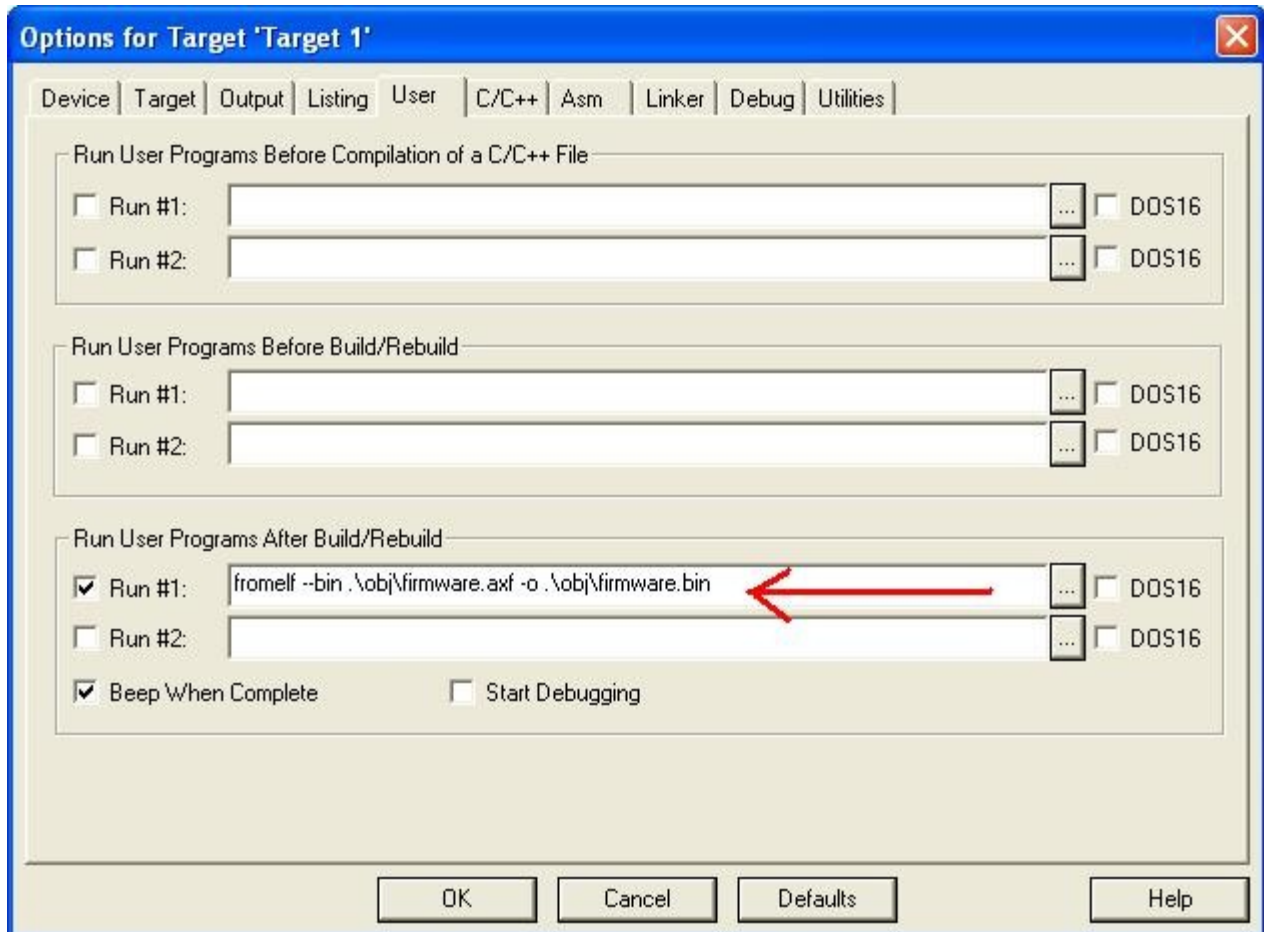 Options for Target 'Target 1'
Device Target Output Listing User C/C++ Asm Linker Debug Utilities
Run User Programs Before Compilation of a C/C++ File
Run #1: ... DOS16
Run #2: ... DOS16
Run User Programs Before Build/Rebuild
Run #1: ... DOS16
Run #2: ... DOS16
Run User Programs After Build/Rebuild
Run #1: fromelf --bin .\obj\firmware.axf -o .\obj\firmware.bin ... DOS16
Run #2: ... DOS16
Beep When Complete Start Debugging
OK Cancel Defaults Help